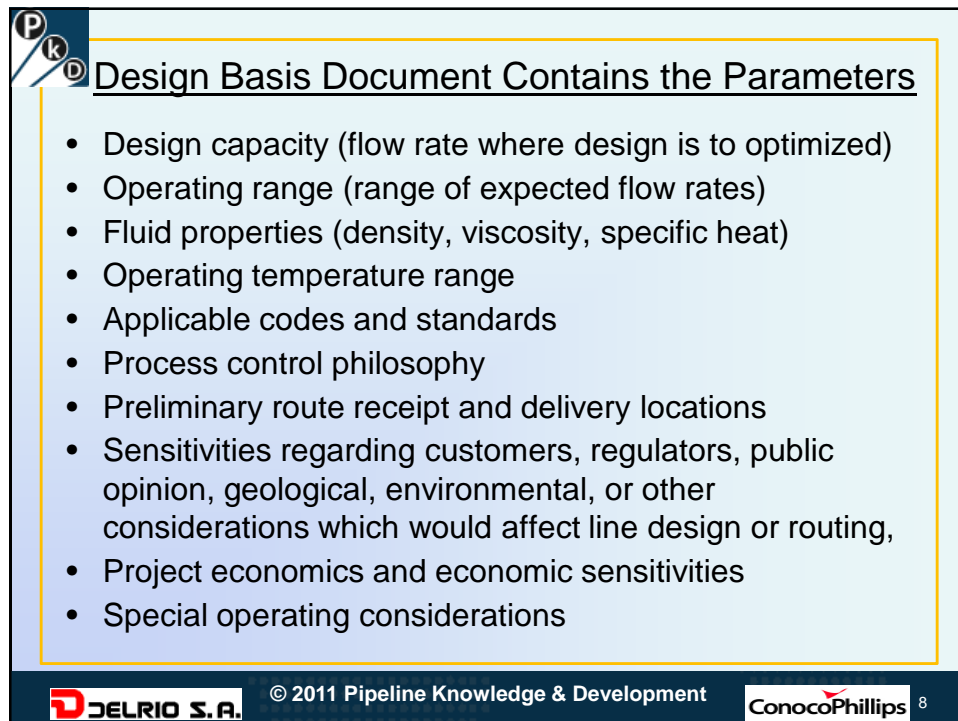 P
k
D
Design Basis Document Contains the Parameters
• Design capacity (flow rate where design is to optimized)
• Operating range (range of expected flow rates)
• Fluid properties (density, viscosity, specific heat)
• Operating temperature range
• Applicable codes and standards
• Process control philosophy
• Preliminary route receipt and delivery locations
• Sensitivities regarding customers, regulators, public
opinion, geological, environmental, or other
considerations which would affect line design or routing,
• Project economics and economic sensitivities
• Special operating considerations
DELRIO S.A.
© 2011 Pipeline Knowledge & Development
ConocoPhillips
8